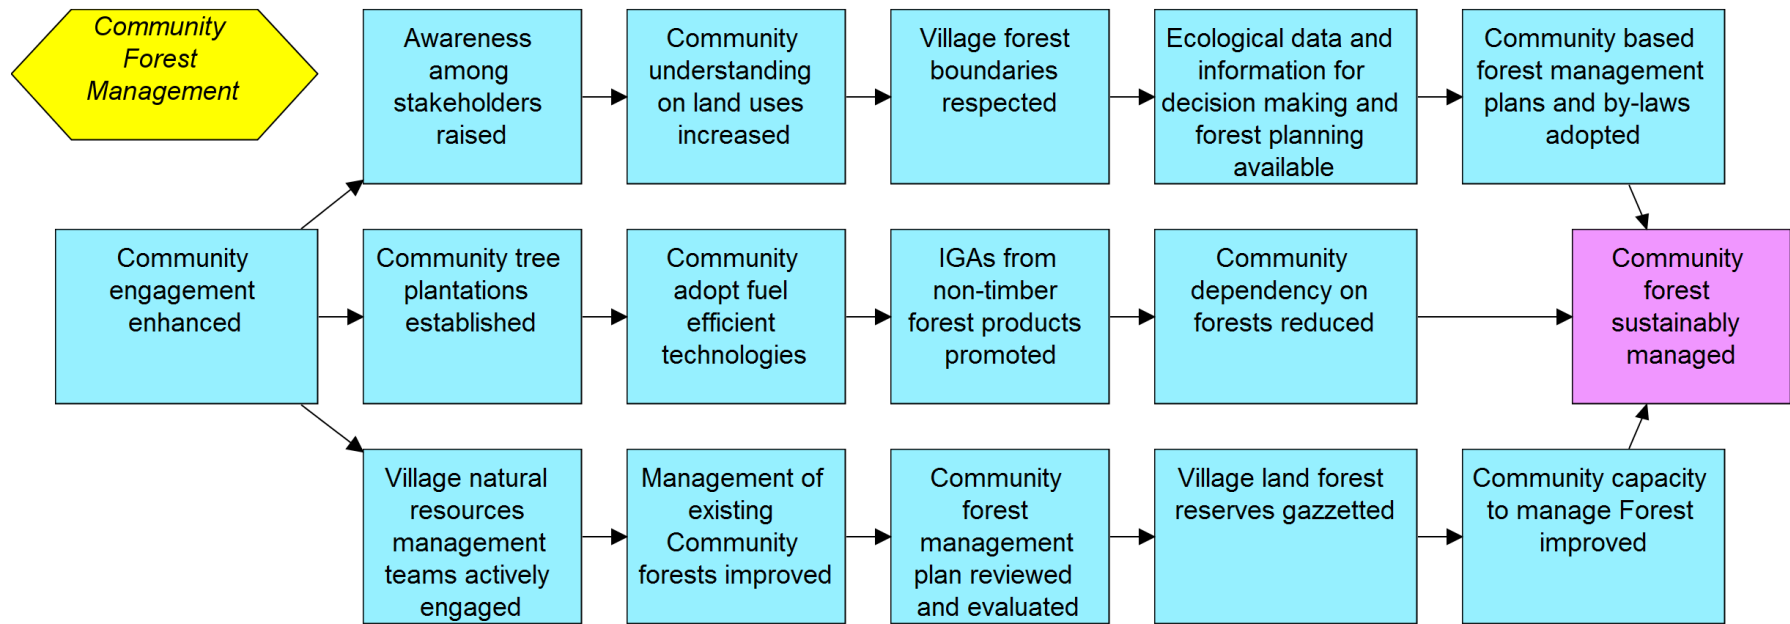 Community
Forest
Management
Awareness
among
stakeholders
raised
Community
understanding
on land uses
increased
Village forest
boundaries
respected
Ecological data and
information for
decision making and
forest planning
available
Community based
forest management
plans and by-laws
adopted
Community
engagement
enhanced
Community tree
plantations
established
Community
adopt fuel
efficient
technologies
IGAs from
non-timber
forest products
promoted
Community
dependency on
forests reduced
Community
forest
sustainably
managed
Village natural
resources
management
teams actively
engaged
Management of
existing
Community
forests improved
Community
forest
management
plan reviewed
and evaluated
Village land forest
reserves gazzetted
Community capacity
to manage Forest
improved